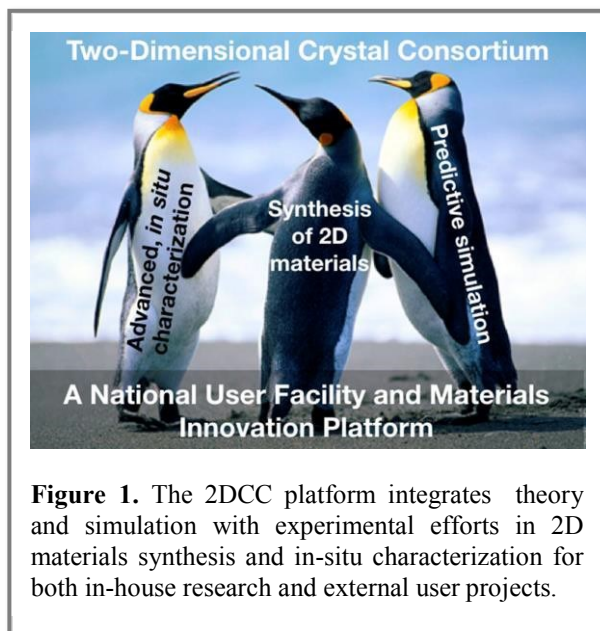 Two-Dimensional Crystal Consortium
Advanced, in situ
characterization
Synthesis
of 2D
materials
Predictive simulation
A National User Facility and Materials
Innovation Platform
Figure 1. The 2DCC platform integrates theory
and simulation with experimental efforts in 2D
materials synthesis and in-situ characterization for
both in-house research and external user projects.